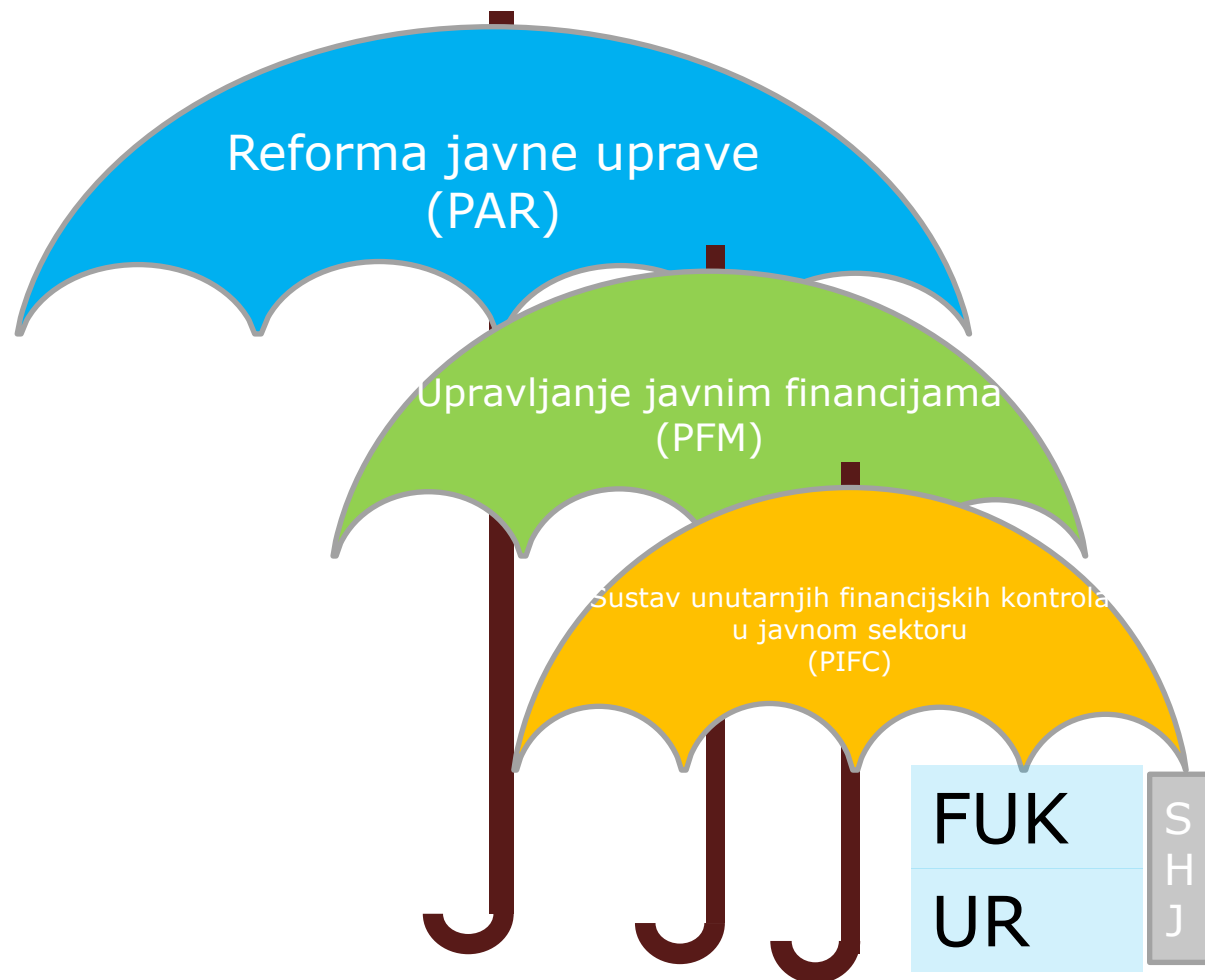 Reforma javne uprave
(PAR)
Upravljanje javnim financijama
(PFM)
Sustav unutarnjih financijskih kontrola
u javnom sektoru
(PIFC)
FUK
UR
S
H
J